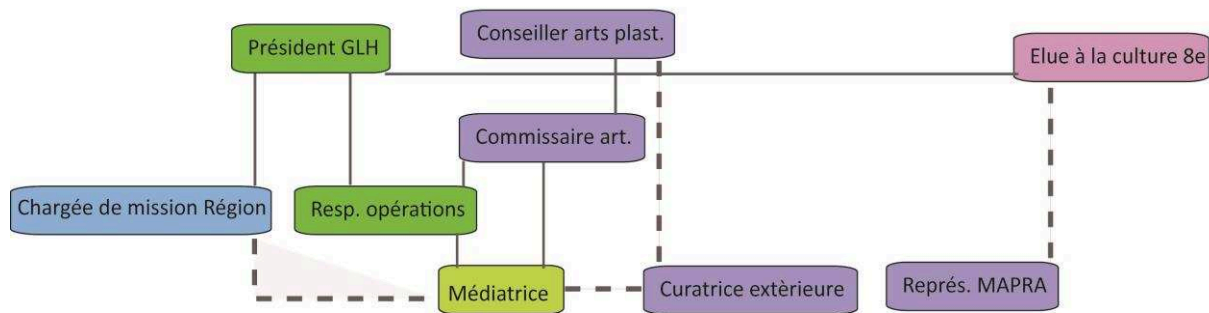 Conseiller arts plast.
Président GLH
Elue à la culture 8e
Commissaire art.
Chargée de mission Région
Resp. opérations
Médiatrice
Curatrice extèrieure
Représ. MAPRA